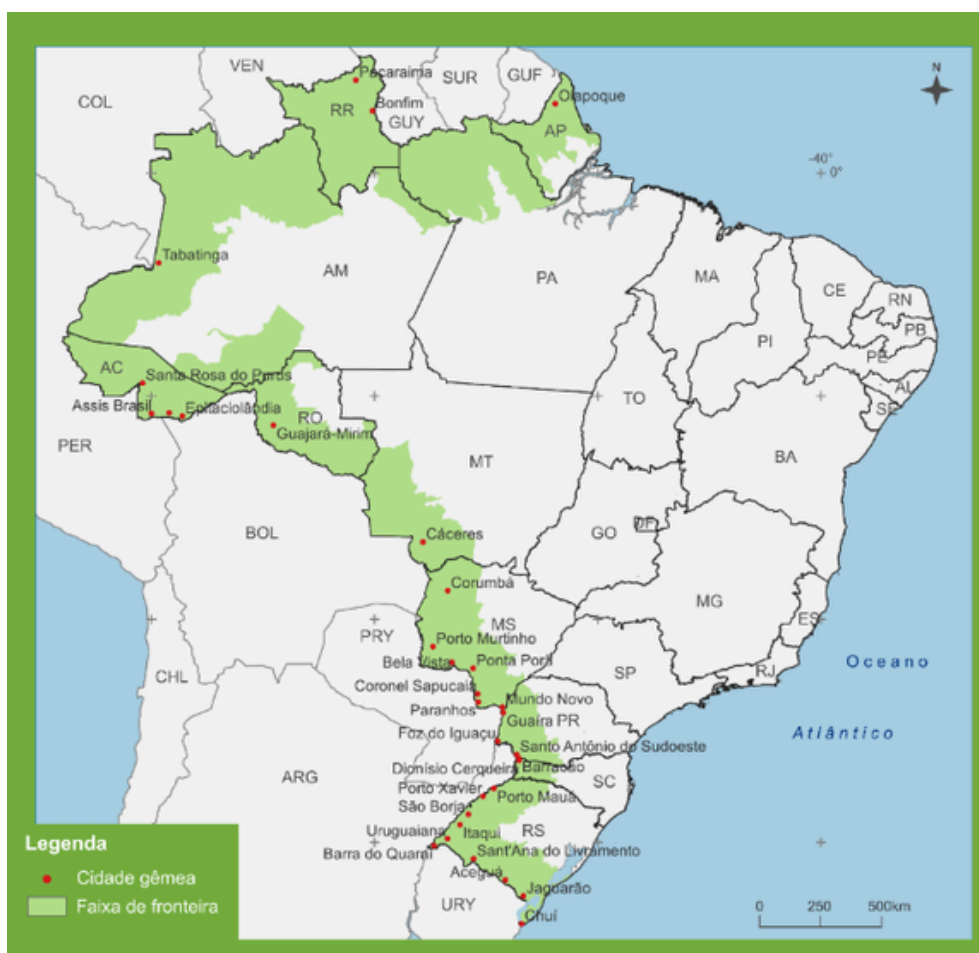 VEN
SUR
GUF
COL
Pacaraima
Oiapoque
RR
Bonfim
GUY
AP
N
-40°
0°
Tabatinga
AM
PA
MA
CE
RN
PB
PI
PE
AL
SE
AC
Santa Rosa do Purus
Assis Brasil
Epitaciolândia
RO
Guajará-Mirim
TO
PER
MT
BA
BOL
Cáceres
GO
DF
Corumbá
MG
ES
MS
PRY
Porto Murtinho
Bela Vista
Ponta Porã
SP
RJ
Oceano
Atlântico
CHL
Coronel Sapucaia
Mundo Novo
Paranhos
Guaíra PR
Foz do Iguaçu
Santo Antônio do Sudoeste
Dionísio Cerqueira
Barracão
ARG
SC
Porto Xavier
Porto Mauá
São Borja
RS
Uruguaiana
Itaqui
Barra do Quaraí
Sant'Ana do Livramento
Aceguá
Jaguarão
URY
Chuí
Legenda
Cidade gêmea
Faixa de fronteira
0 250 500km